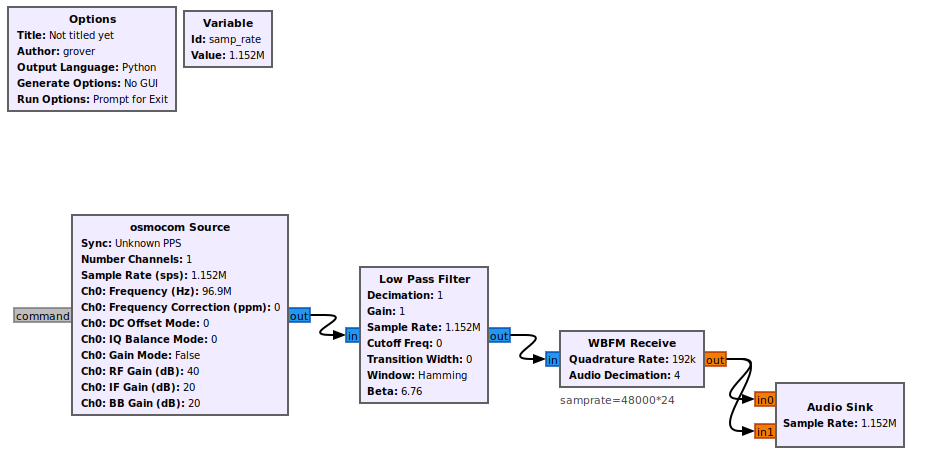 Options
Title: Not titled yet
Author: grover
Output Language: Python
Generate Options: No GUI
Run Options: Prompt for Exit
Variable
Id: samp_rate
Value: 1.152M
osmocom Source
Sync: Unknown PPS
Number Channels: 1
Sample Rate (sps): 1.152M
Ch0: Frequency (Hz): 96.9M
Ch0: Frequency Correction (ppm): 0
Ch0: DC Offset Mode: 0
Ch0: IQ Balance Mode: 0
Ch0: Gain Mode: False
Ch0: RF Gain (dB): 40
Ch0: IF Gain (dB): 20
Ch0: BB Gain (dB): 20
command
out
Low Pass Filter
Decimation: 1
Gain: 1
Sample Rate: 1.152M
Cutoff Freq: 0
Transition Width: 0
Window: Hamming
Beta: 6.76
in
out
WBFM Receive
Quadrature Rate: 192k
Audio Decimation: 4
in
out
samprate=48000*24
Audio Sink
Sample Rate: 1.152M
in0
in1